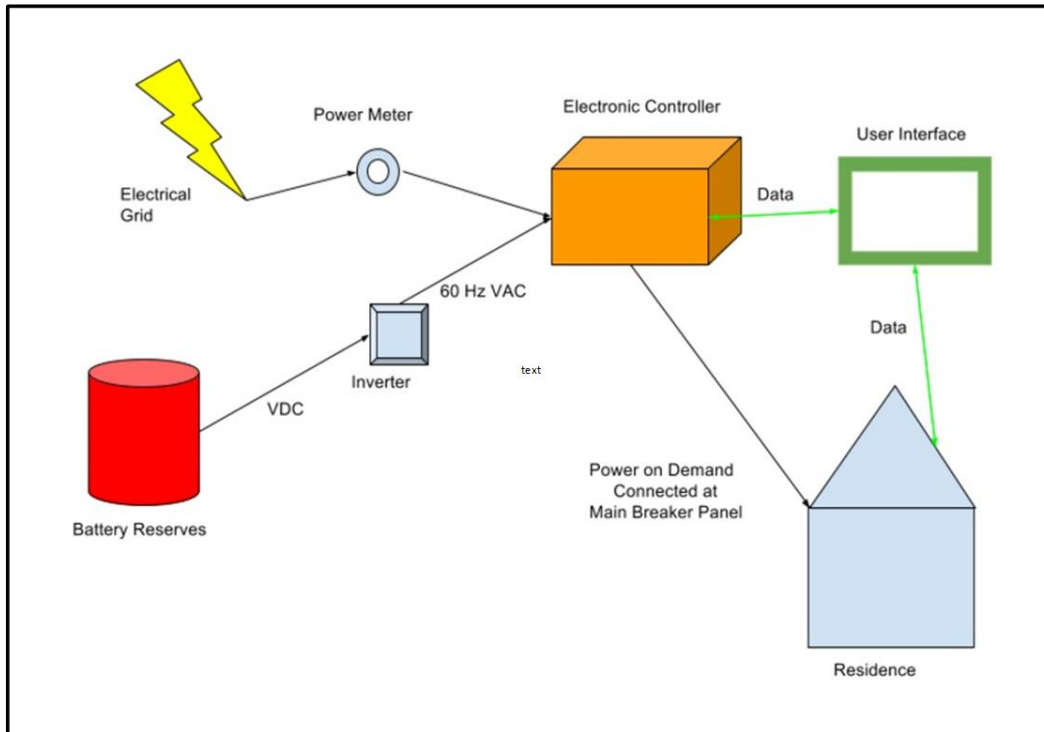 Electronic Controller
Power Meter
User Interface
Electrical
Grid
Data
60 Hz VAC
Data
text
Inverter
VDC
Power on Demand
Connected at
Main Breaker Panel
Battery Reserves
Residence